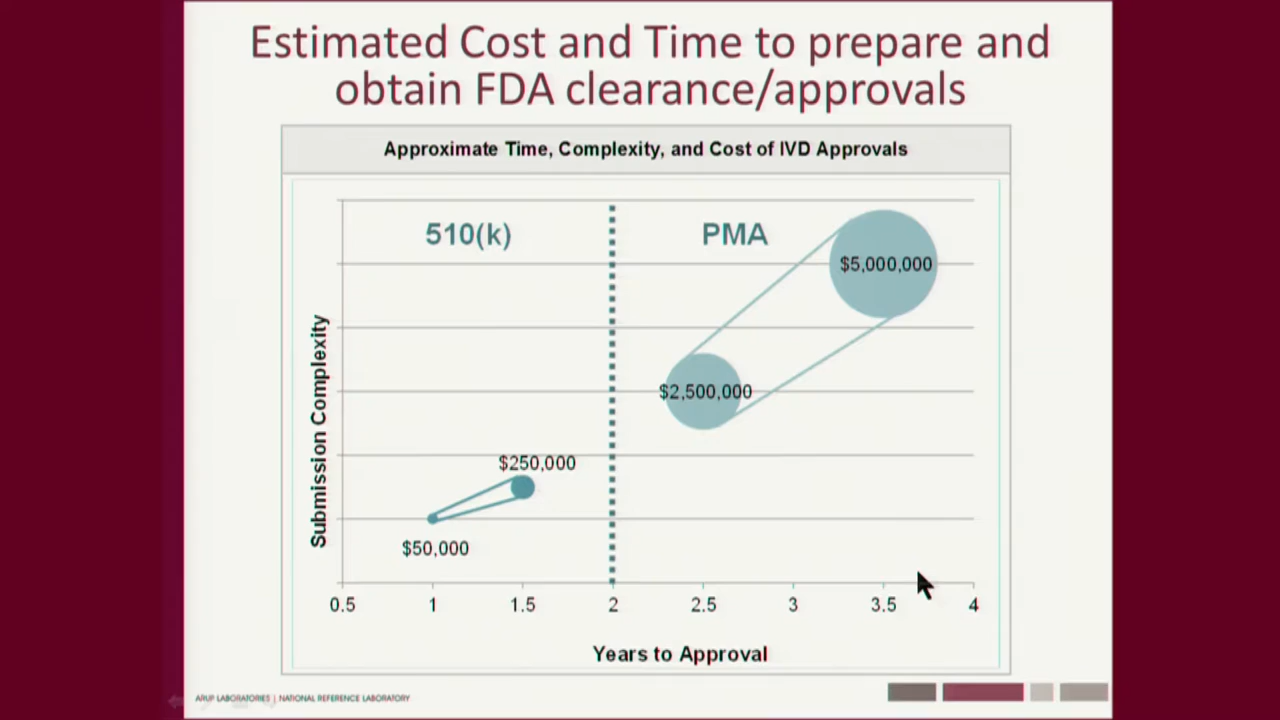 Estimated Cost and Time to prepare and
obtain FDA clearance/approvals
Approximate Time, Complexity, and Cost of IVD Approvals
510(k)
PMA
$5,000,000
$2,500,000
$250,000
$50,000
Submission Complexity
0.5 1 1.5 2 2.5 3 3.5 4
Years to Approval
ARUP LABORATORIES | NATIONAL REFERENCE LABORATORY